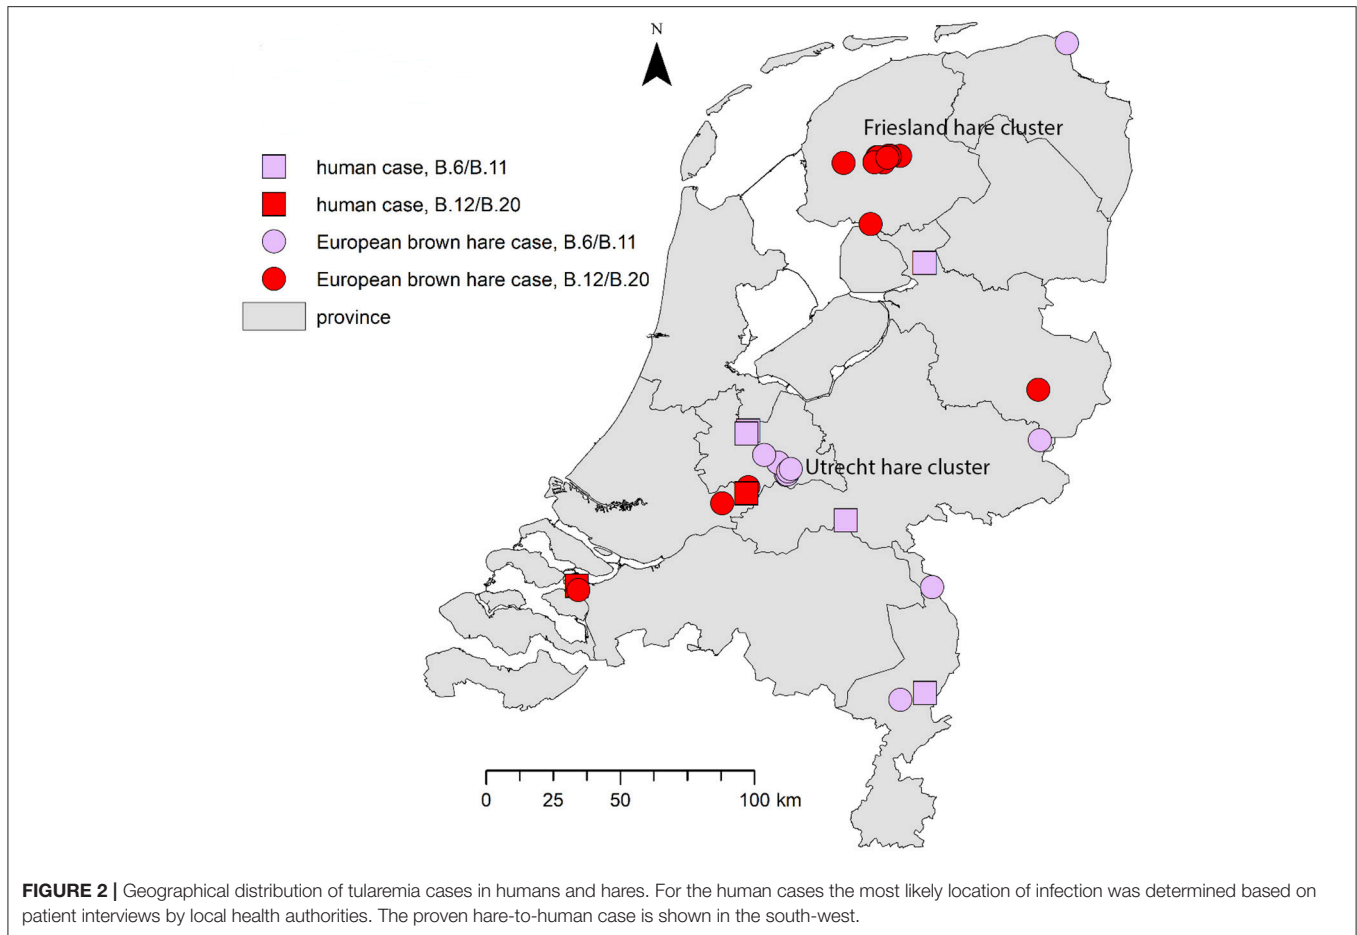 N
Friesland hare cluster
human case, B.6/B.11
human case, B.12/B.20
European brown hare case, B.6/B.11
European brown hare case, B.12/B.20
province
Utrecht hare cluster
0 25 50 100 km
FIGURE 2 | Geographical distribution of tularemia cases in humans and hares. For the human cases the most likely location of infection was determined based on
patient interviews by local health authorities. The proven hare-to-human case is shown in the south-west.